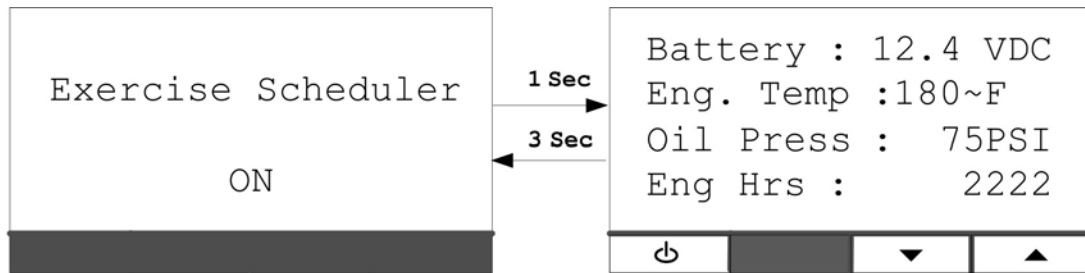 Exercise Scheduler
ON
1 Sec
3 Sec
Battery : 12.4 VDC
Eng. Temp :180~F
Oil Press :  75PSI
Eng Hrs :    2222